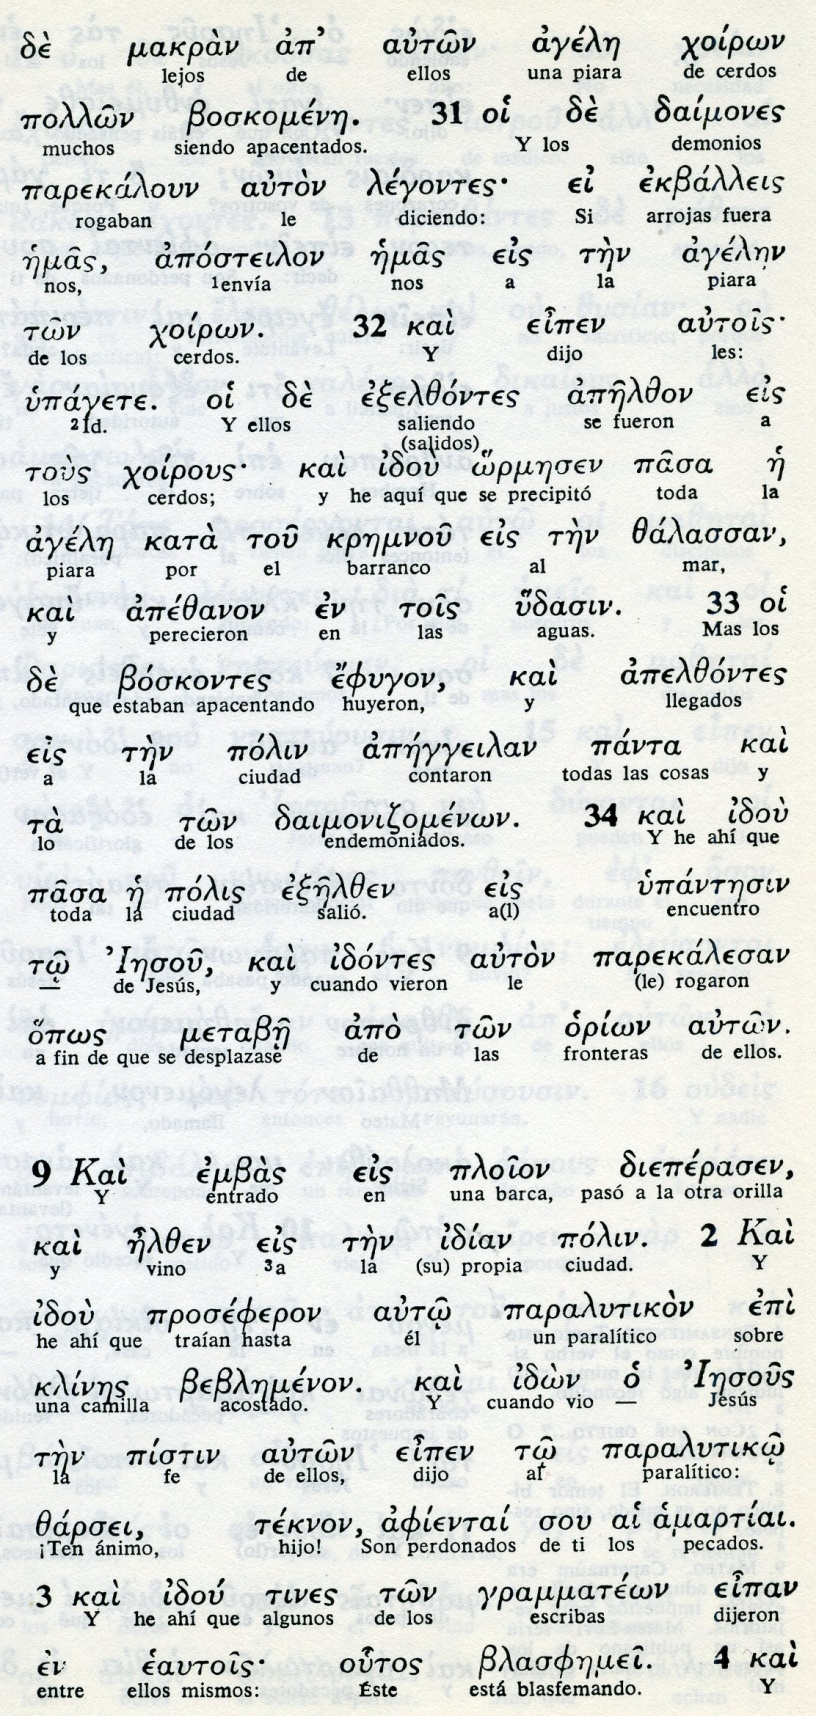 δὲ μακρὰν ἀπ' αὐτῶν ἀγέλη χοίρων
lejos de ellos una piara de cerdos
πολλῶν βοσκομένη. 31 οἱ δὲ δαίμονες
muchos siendo apacentados. Y los demonios
παρεκάλουν αὐτὸν λέγοντες· εἰ ἐκβάλλεις
rogaban le diciendo: Si arrojas fuera
ἡμᾶς, ἀπόστειλον ἡμᾶς εἰς τὴν ἀγέλην
nos, 1envía nos a la piara
τῶν χοίρων. 32 καὶ εἶπεν αὐτοῖς·
de los cerdos. Y dijo les:
ὑπάγετε. οἱ δὲ ἐξελθόντες ἀπῆλθον εἰς
2Id. Y ellos saliendo se fueron a
(salidos)
τοὺς χοίρους· καὶ ἰδοὺ ὥρμησεν πᾶσα ἡ
los cerdos; y he aquí que se precipitó toda la
ἀγέλη κατὰ τοῦ κρημνοῦ εἰς τὴν θάλασσαν,
piara por el barranco al mar,
καὶ ἀπέθανον ἐν τοῖς ὕδασιν. 33 οἱ
y perecieron en las aguas. Mas los
δὲ βόσκοντες ἔφυγον, καὶ ἀπελθόντες
que estaban apacentando huyeron, y llegados
εἰς τὴν πόλιν ἀπήγγειλαν πάντα καὶ
a la ciudad contaron todas las cosas y
τὰ τῶν δαιμονιζομένων. 34 καὶ ἰδοὺ
lo de los endemoniados. Y he ahí que
πᾶσα ἡ πόλις ἐξῆλθεν εἰς ὑπάντησιν
toda la ciudad salió. a(l) encuentro
τῷ Ἰησοῦ, καὶ ἰδόντες αὐτὸν παρεκάλεσαν
— de Jesús, y cuando vieron le (le) rogaron
ὅπως μεταβῇ ἀπὸ τῶν ὁρίων αὐτῶν.
a fin de que se desplazase de las fronteras de ellos.
9 Καὶ ἐμβὰς εἰς πλοῖον διεπέρασεν,
Y entrado en una barca, pasó a la otra orilla
καὶ ἦλθεν εἰς τὴν ἰδίαν πόλιν. 2 Καὶ
y vino 3a la (su) propia ciudad. Y
ἰδοὺ προσέφερον αὐτῷ παραλυτικὸν ἐπὶ
he ahí que traían hasta él un paralítico sobre
κλίνης βεβλημένον. καὶ ἰδὼν ὁ Ἰησοῦς
una camilla acostado. Y cuando vio — Jesús
τὴν πίστιν αὐτῶν εἶπεν τῷ παραλυτικῷ
la fe de ellos, dijo al paralítico:
θάρσει, τέκνον, ἀφίενταί σου αἱ ἁμαρτίαι.
¡Ten ánimo, hijo! Son perdonados de ti los pecados.
3 καὶ ἰδού τινες τῶν γραμματέων εἶπαν
Y he ahí que algunos de los escribas dijeron
ἐν ἑαυτοῖς· οὗτος βλασφημεῖ. 4 καὶ
entre ellos mismos: Éste está blasfemando. Y